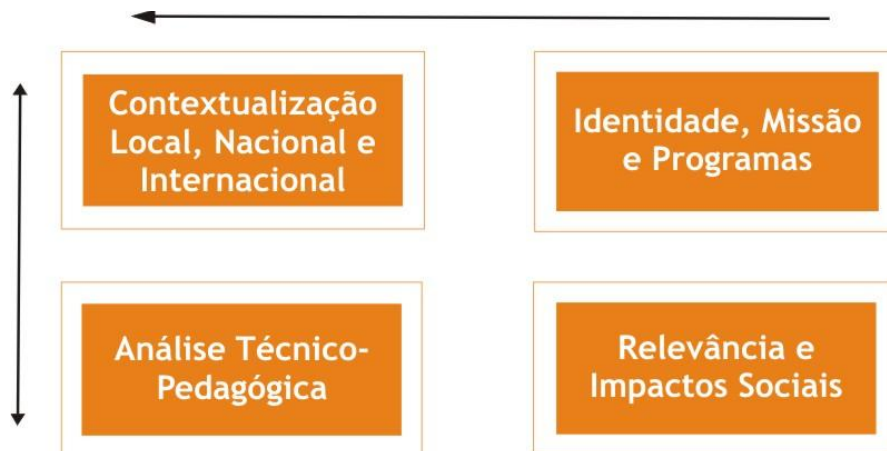 Contextualização
Local, Nacional e
Internacional
Identidade, Missão
e Programas
Análise Técnico-
Pedagógica
Relevância e
Impactos Sociais